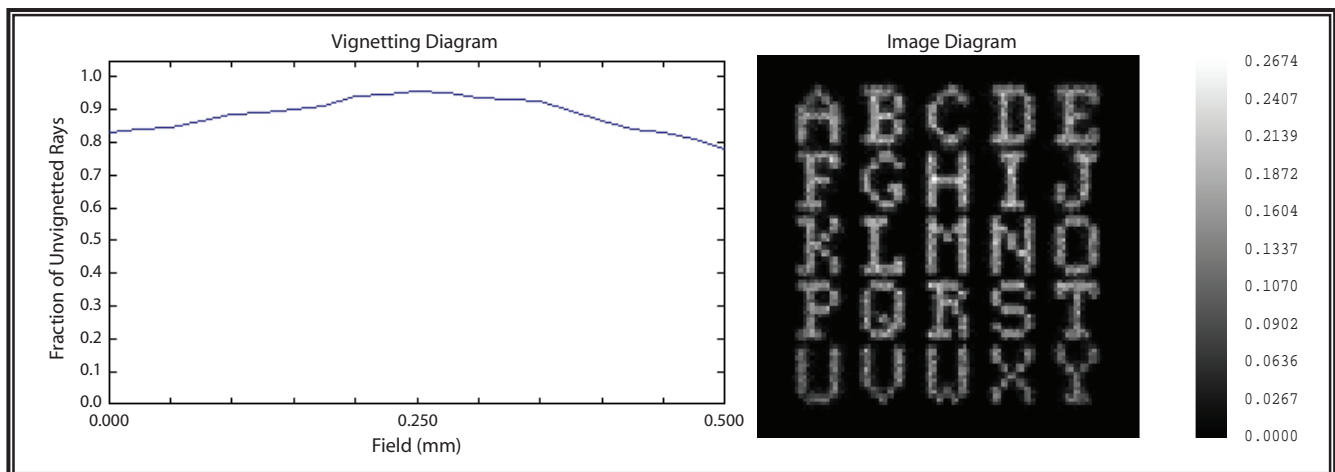 Vignetting Diagram
1.0
0.9
0.8
0.7
0.6
0.5
0.4
0.3
0.2
0.1
0.0
Fraction of Unvignetted Rays
0.000 0.250 0.500
Field (mm)
Image Diagram
A B C D E
F G H I J
K L M N O
P Q R S T
U V W X Y
0.2674
0.2407
0.2139
0.1872
0.1604
0.1337
0.1070
0.0902
0.0636
0.0267
0.0000